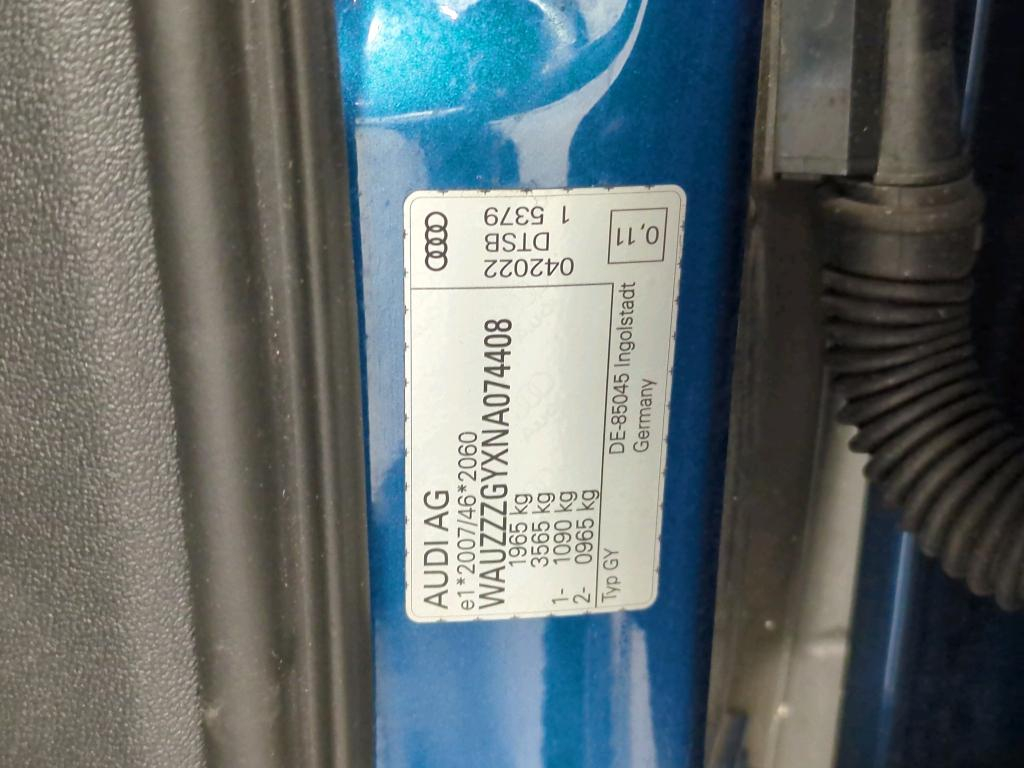 AUDI AG
e1*2007/46*2060
WAUZZZGYXNA074408
1965 kg
3565 kg
1- 1090 kg
2- 0965 kg
Typ GY
DE-85045 Ingolstadt
Germany
042022
DTSB
1 5379
0,11